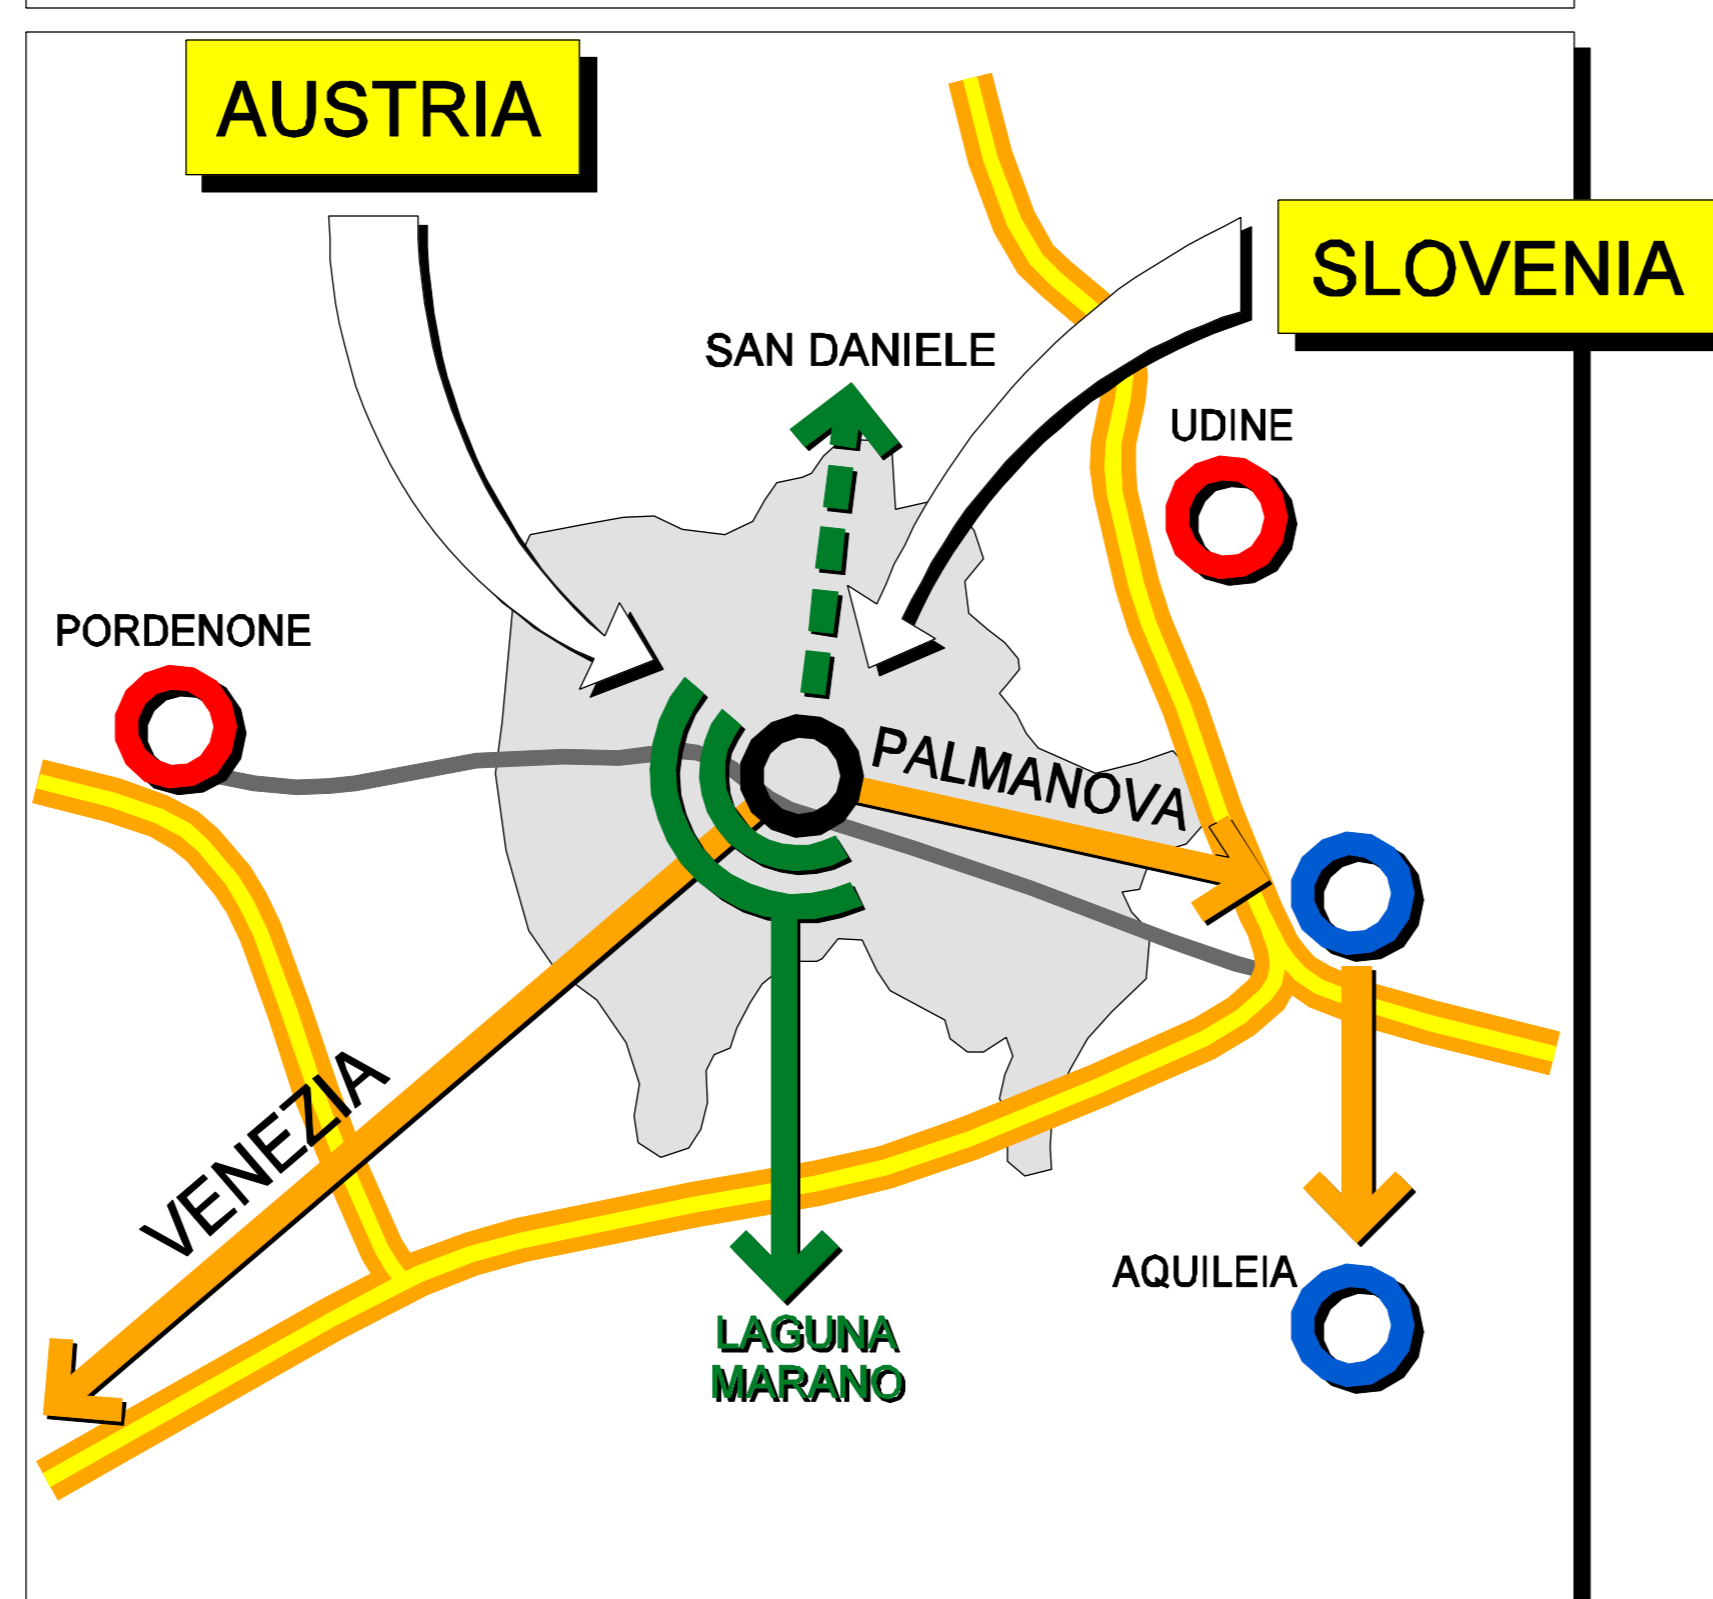 AUSTRIA
SLOVENIA
SAN DANIELE
UDINE
PORDENONE
PALMANOVA
VENEZIA
AQUILEIA
LAGUNA
MARANO